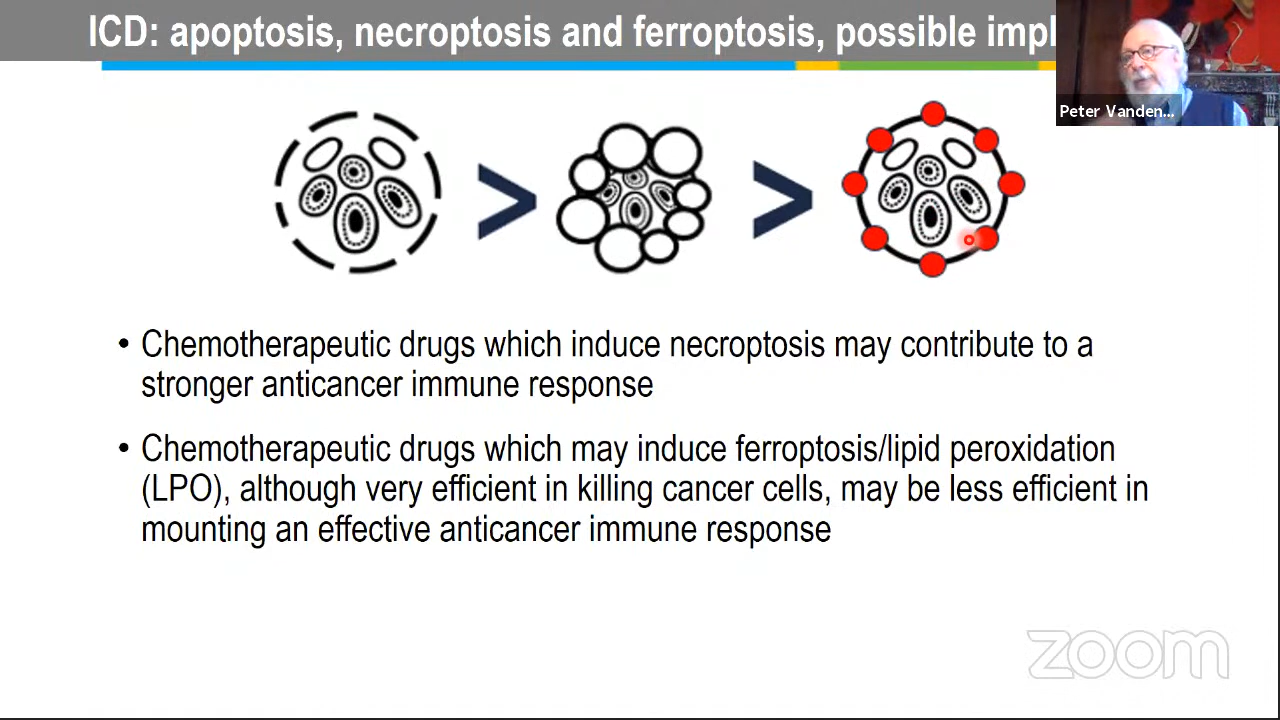 ICD: apoptosis, necroptosis and ferroptosis, possible impl
Peter Vanden...
> >
• Chemotherapeutic drugs which induce necroptosis may contribute to a
stronger anticancer immune response
• Chemotherapeutic drugs which may induce ferroptosis/lipid peroxidation
(LPO), although very efficient in killing cancer cells, may be less efficient in
mounting an effective anticancer immune response
zoom